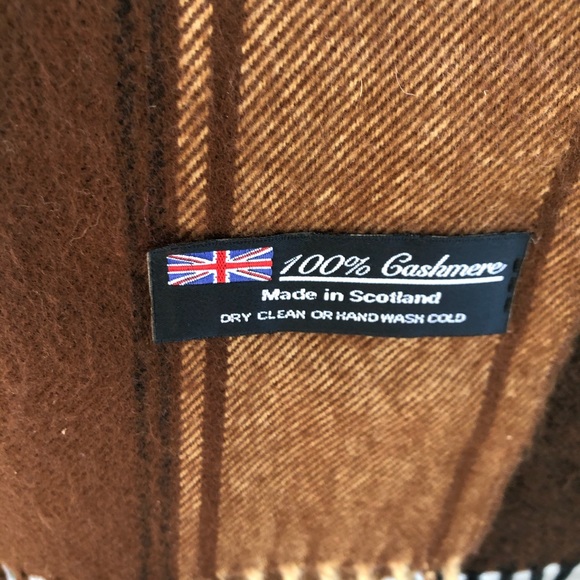 100% Cashmere
Made in Scotland
DRY CLEAN OR HAND WASH COLD